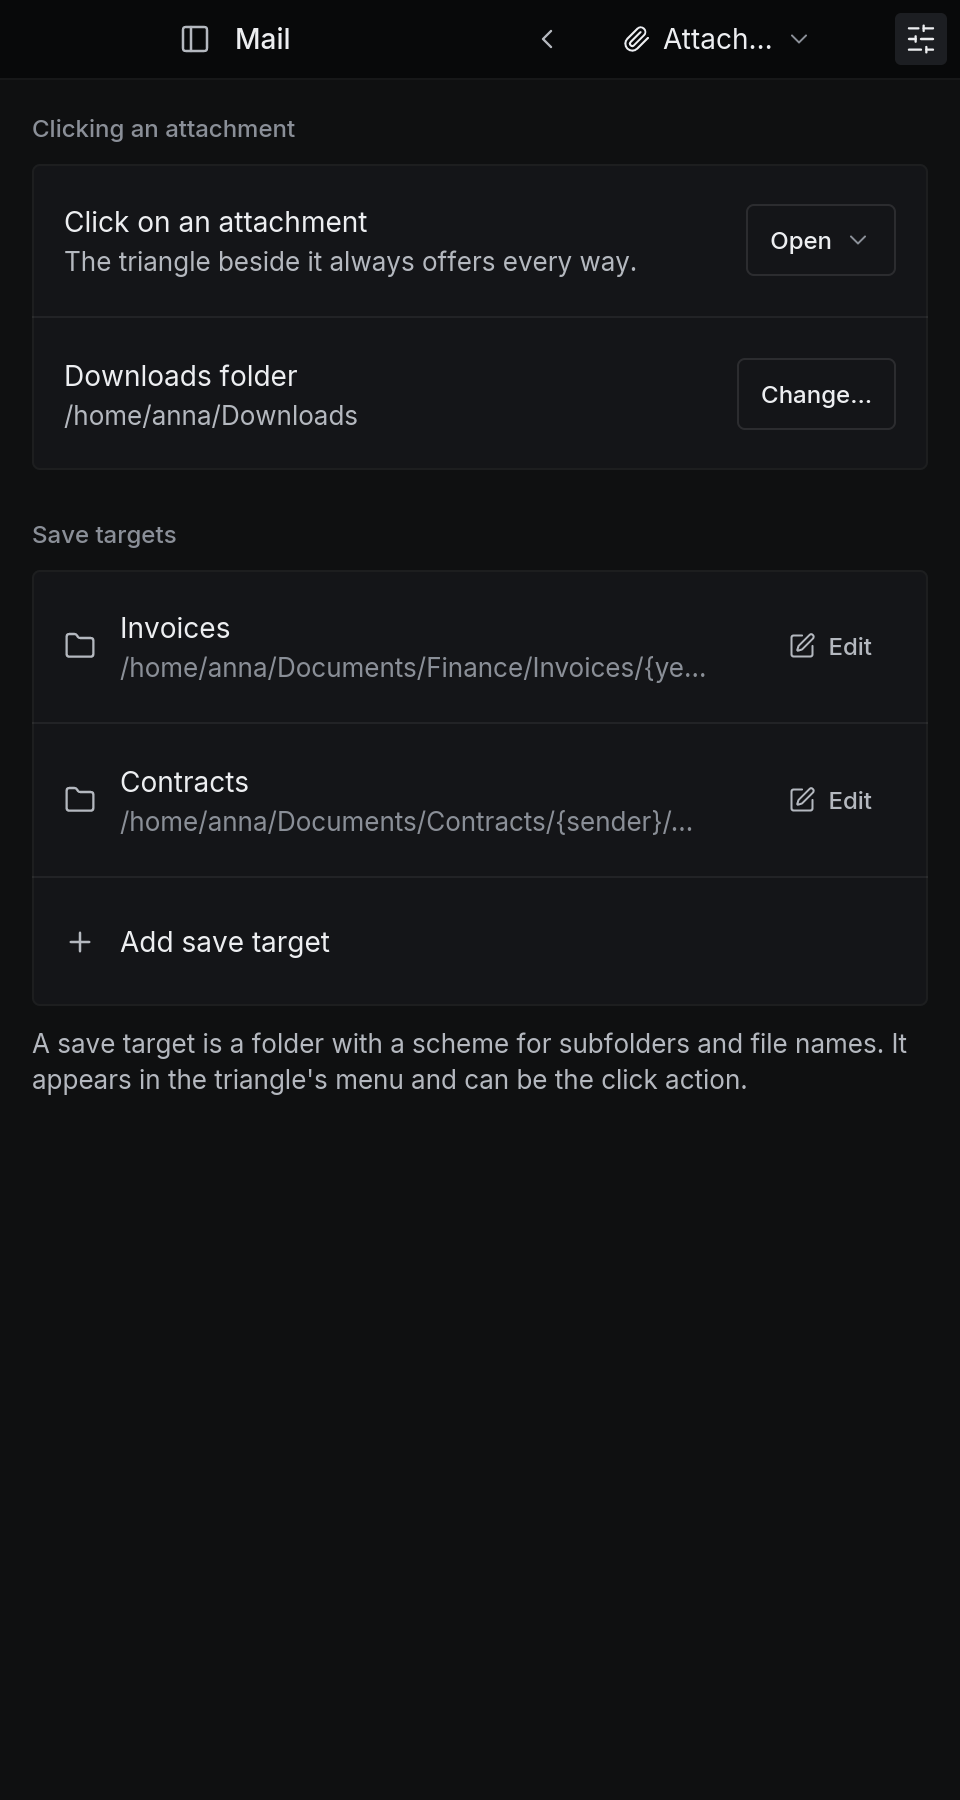 Mail
Attach...
Clicking an attachment
Click on an attachment
The triangle beside it always offers every way.
Open
Downloads folder
/home/anna/Downloads
Change...
Save targets
Invoices
/home/anna/Documents/Finance/Invoices/{ye...
Edit
Contracts
/home/anna/Documents/Contracts/{sender}/...
Edit
Add save target
A save target is a folder with a scheme for subfolders and file names. It
appears in the triangle's menu and can be the click action.